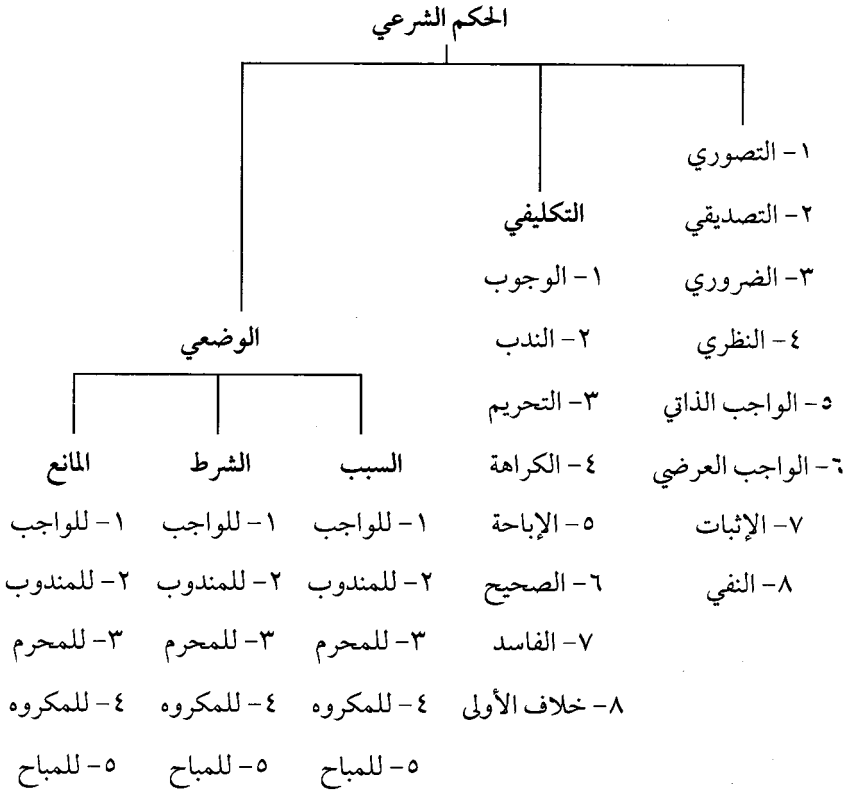 الحكم الشرعي
١- التصوري
٢- التصديقي
٣- الضروري
٤- النظري
٥- الواجب الذاتي
٦- الواجب العرضي
٧- الإثبات
٨- النفي
التكليفي
١- الوجوب
٢- الندب
٣- التحريم
٤- الكراهة
٥- الإباحة
٦- الصحيح
٧- الفاسد
٨- خلاف الأولى
الوضعي
السبب
١- للواجب
٢- للمندوب
٣- للمحرم
٤- للمكروه
٥- للمباح
الشرط
١- للواجب
٢- للمندوب
٣- للمحرم
٤- للمكروه
٥- للمباح
المانع
١- للواجب
٢- للمندوب
٣- للمحرم
٤- للمكروه
٥- للمباح